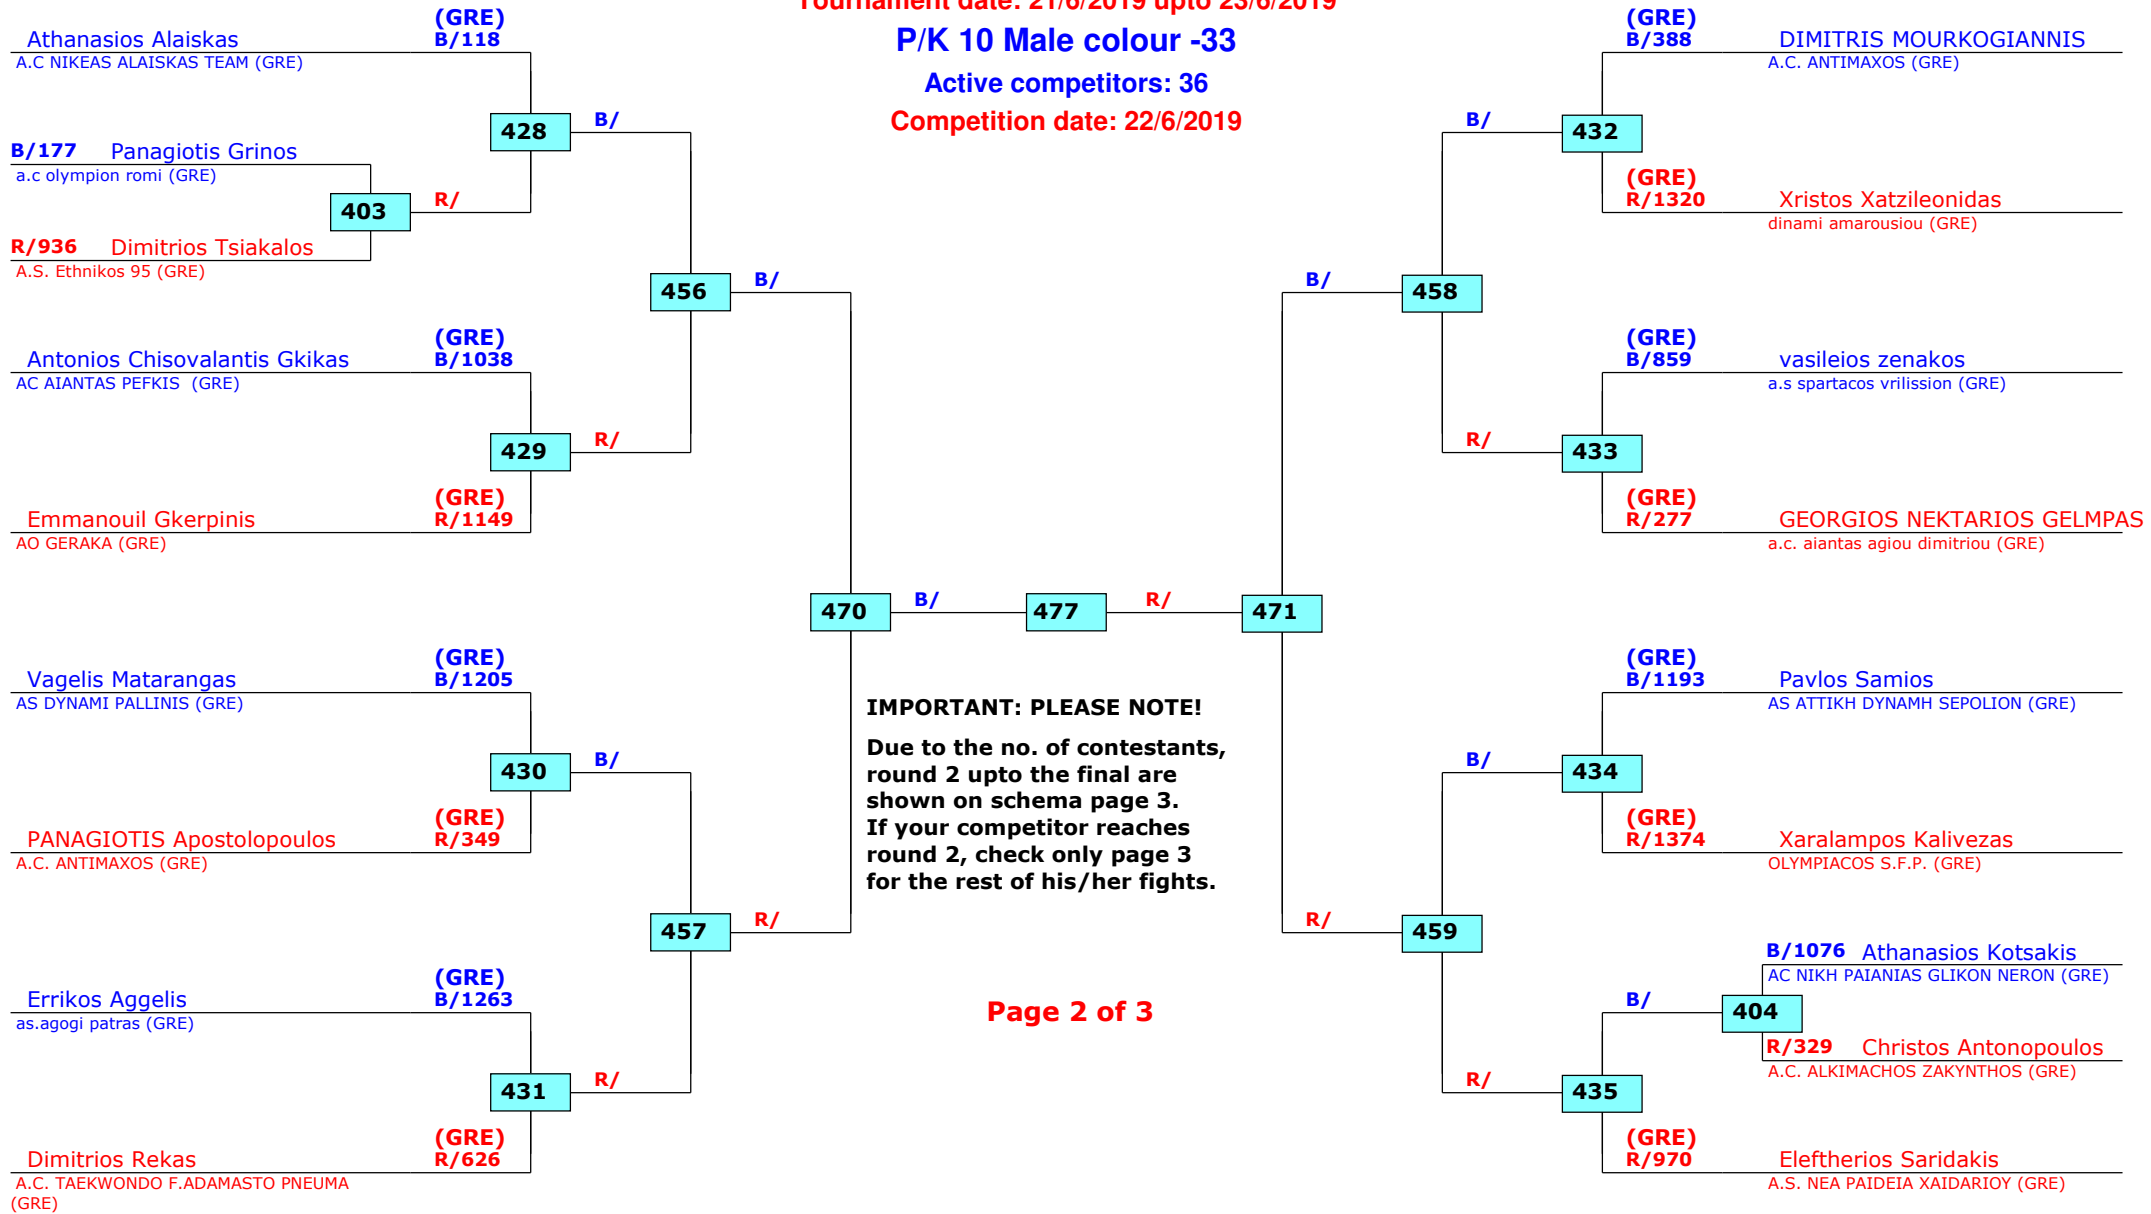 Tournament date: 21/6/2019 upto 23/6/2019
P/K 10 Male colour -33
Active competitors: 36
Competition date: 22/6/2019
(GRE)
Athanasios Alaiskas B/118
A.C NIKEAS ALAISKAS TEAM (GRE)
428
B/
B/177 Panagiotis Grinos
a.c olympion romi (GRE)
403
R/
R/936 Dimitrios Tsiakalos
A.S. Ethnikos 95 (GRE)
456
B/
(GRE)
Antonios Chisovalantis Gkikas B/1038
AC AIANTAS PEFKIS (GRE)
429
R/
(GRE)
Emmanouil Gkerpinis R/1149
AO GERAKA (GRE)
470
B/
477
R/
471
(GRE)
Vagelis Matarangas B/1205
AS DYNAMI PALLINIS (GRE)
430
B/
(GRE)
PANAGIOTIS Apostolopoulos R/349
A.C. ANTIMAXOS (GRE)
457
R/
(GRE)
Errikos Aggelis B/1263
as.agogi patras (GRE)
431
R/
(GRE)
Dimitrios Rekas R/626
A.C. TAEKWONDO F.ADAMASTO PNEUMA
(GRE)
IMPORTANT: PLEASE NOTE!
Due to the no. of contestants,
round 2 upto the final are
shown on schema page 3.
If your competitor reaches
round 2, check only page 3
for the rest of his/her fights.
Page 2 of 3
(GRE)
B/388 DIMITRIS MOURKOGIANNIS
A.C. ANTIMAXOS (GRE)
B/
432
(GRE)
R/1320 Xristos Xatzileonidas
dinami amarousiou (GRE)
B/
458
(GRE)
B/859 vasileios zenakos
a.s spartacos vrilission (GRE)
R/
433
(GRE)
R/277 GEORGIOS NEKTARIOS GELMPAS
a.c. aiantas agiou dimitriou (GRE)
(GRE)
B/1193 Pavlos Samios
AS ATTIKH DYNAMH SEPOLION (GRE)
B/
434
(GRE)
R/1374 Xaralampos Kalivezas
OLYMPIACOS S.F.P. (GRE)
R/
459
B/1076 Athanasios Kotsakis
AC NIKH PAIANIAS GLIKON NERON (GRE)
B/
404
R/329 Christos Antonopoulos
A.C. ALKIMACHOS ZAKYNTHOS (GRE)
R/
435
(GRE)
R/970 Eleftherios Saridakis
A.S. NEA PAIDEIA XAIDARIOY (GRE)